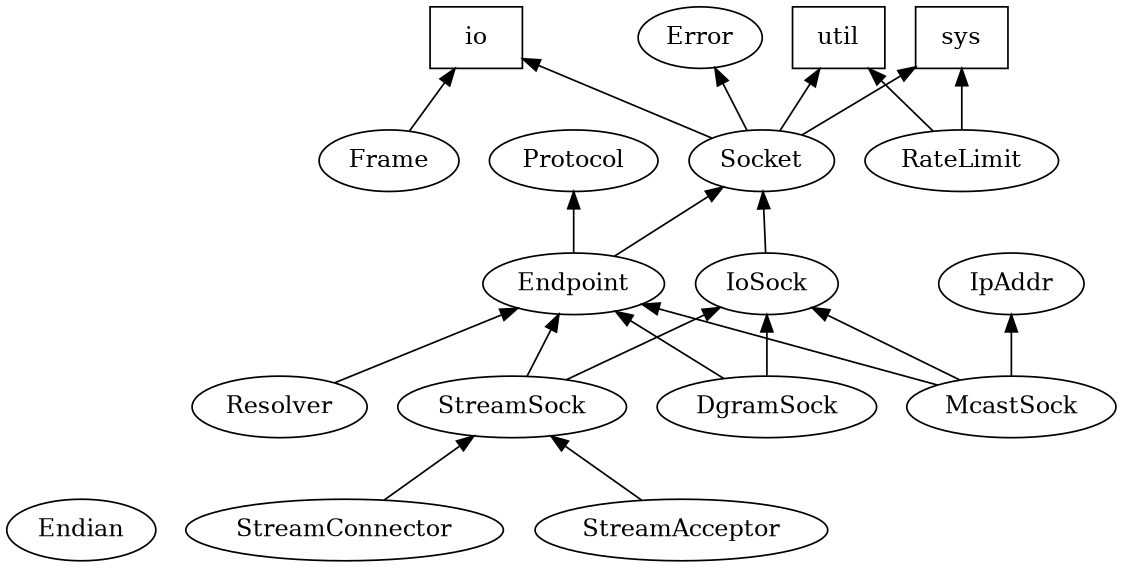 io
Error
util
sys
Frame
Protocol
Socket
RateLimit
Endpoint
IoSock
IpAddr
Resolver
StreamSock
DgramSock
McastSock
Endian
StreamConnector
StreamAcceptor